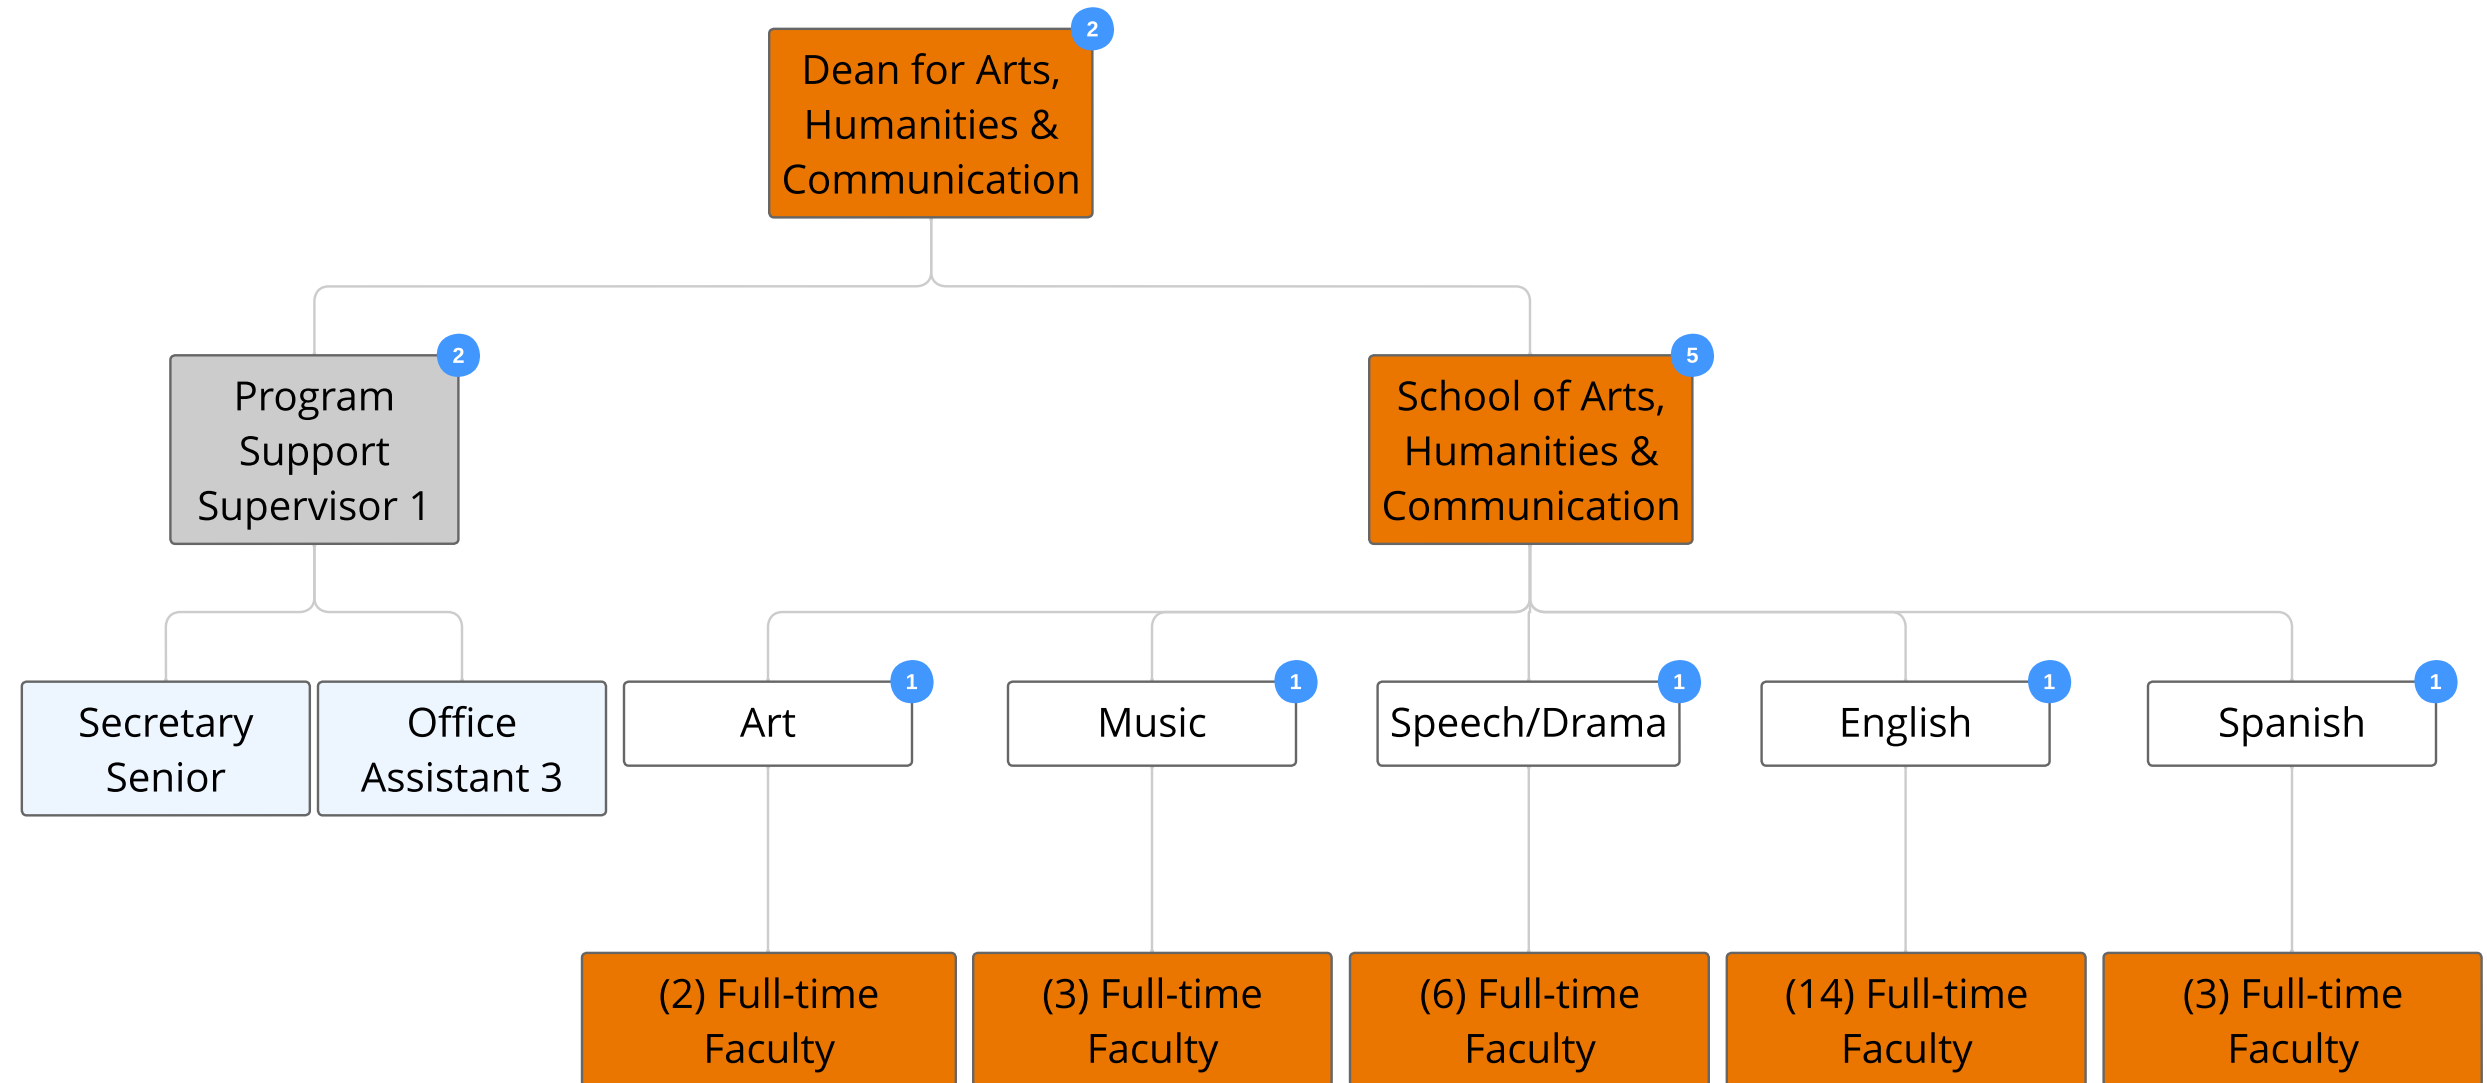 2
Dean for Arts,
Humanities &
Communication
2
Program
Support
Supervisor 1
5
School of Arts,
Humanities &
Communication
Secretary
Senior
Office
Assistant 3
1
Art
1
Music
1
Speech/Drama
1
English
1
Spanish
(2) Full-time
Faculty
(3) Full-time
Faculty
(6) Full-time
Faculty
(14) Full-time
Faculty
(3) Full-time
Faculty